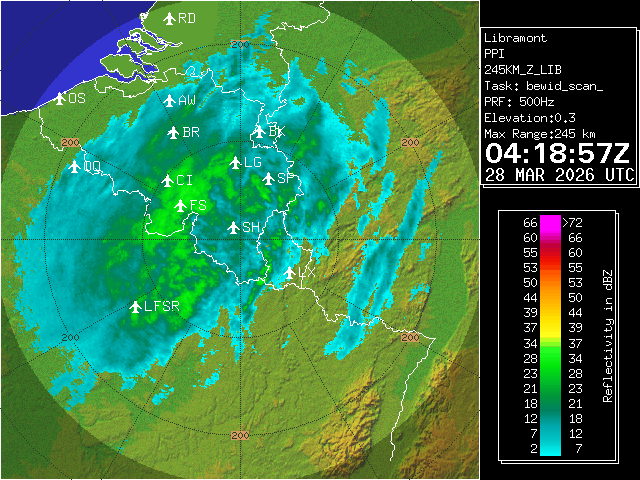 RD
200
OS
AW
BR
BK
200
200
QQ
LG
CI
SP
FS
SH
LX
LFSR
200
200
200
Libramont
PPI
245KM_Z_LIB
Task: bewid_scan_
PRF: 500Hz
Elevation:0.3
Max Range:245 km
04:18:57Z
28 MAR 2026 UTC
66 >72
60 66
55 60
53 55
50 53
44 50
39 44
37 39
34 37
28 34
23 28
21 23
18 21
12 18
7 12
2 7
Reflectivity in dBZ